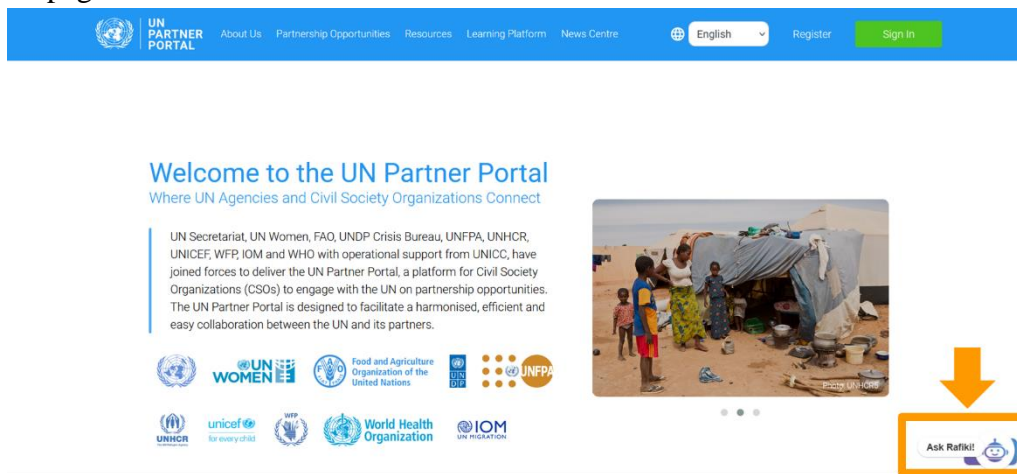 UN
PARTNER
PORTAL
About Us Partnership Opportunities Resources Learning Platform News Centre
English
Register
Sign In
Welcome to the UN Partner Portal
Where UN Agencies and Civil Society Organizations Connect
UN Secretariat, UN Women, FAO, UNDP Crisis Bureau, UNFPA, UNHCR,
UNICEF, WFP, IOM and WHO with operational support from UNICC, have
joined forces to deliver the UN Partner Portal, a platform for Civil Society
Organizations (CSOs) to engage with the UN on partnership opportunities.
The UN Partner Portal is designed to facilitate a harmonised, efficient and
easy collaboration between the UN and its partners.
UN
WOMEN
FAO
Food and Agriculture
Organization of the
United Nations
UN
DP
UNFPA
Photo: UNHCRS
UNHCR
unicef
for every child
WFP
World Health
Organization
IOM
UN MIGRATION
Ask Rafiki!